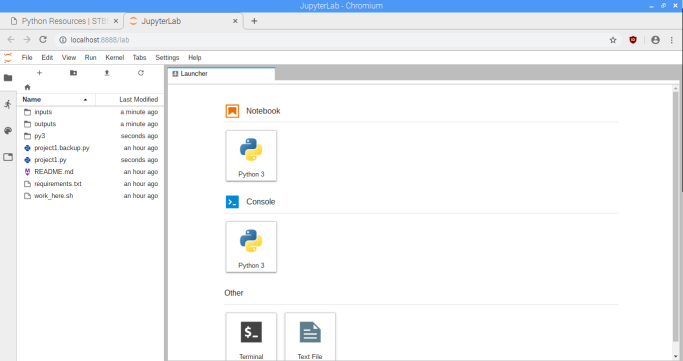 JupyterLab - Chromium
Python Resources | STB
JupyterLab
localhost:8888/lab
File Edit View Run Kernel Tabs Settings Help
Launcher
Name Last Modified
inputs a minute ago
outputs a minute ago
py3 seconds ago
project1.backup.py an hour ago
project1.py seconds ago
README.md an hour ago
requirements.txt an hour ago
work_here.sh an hour ago
Notebook
Python 3
Console
Python 3
Other
$_
Terminal
Text File